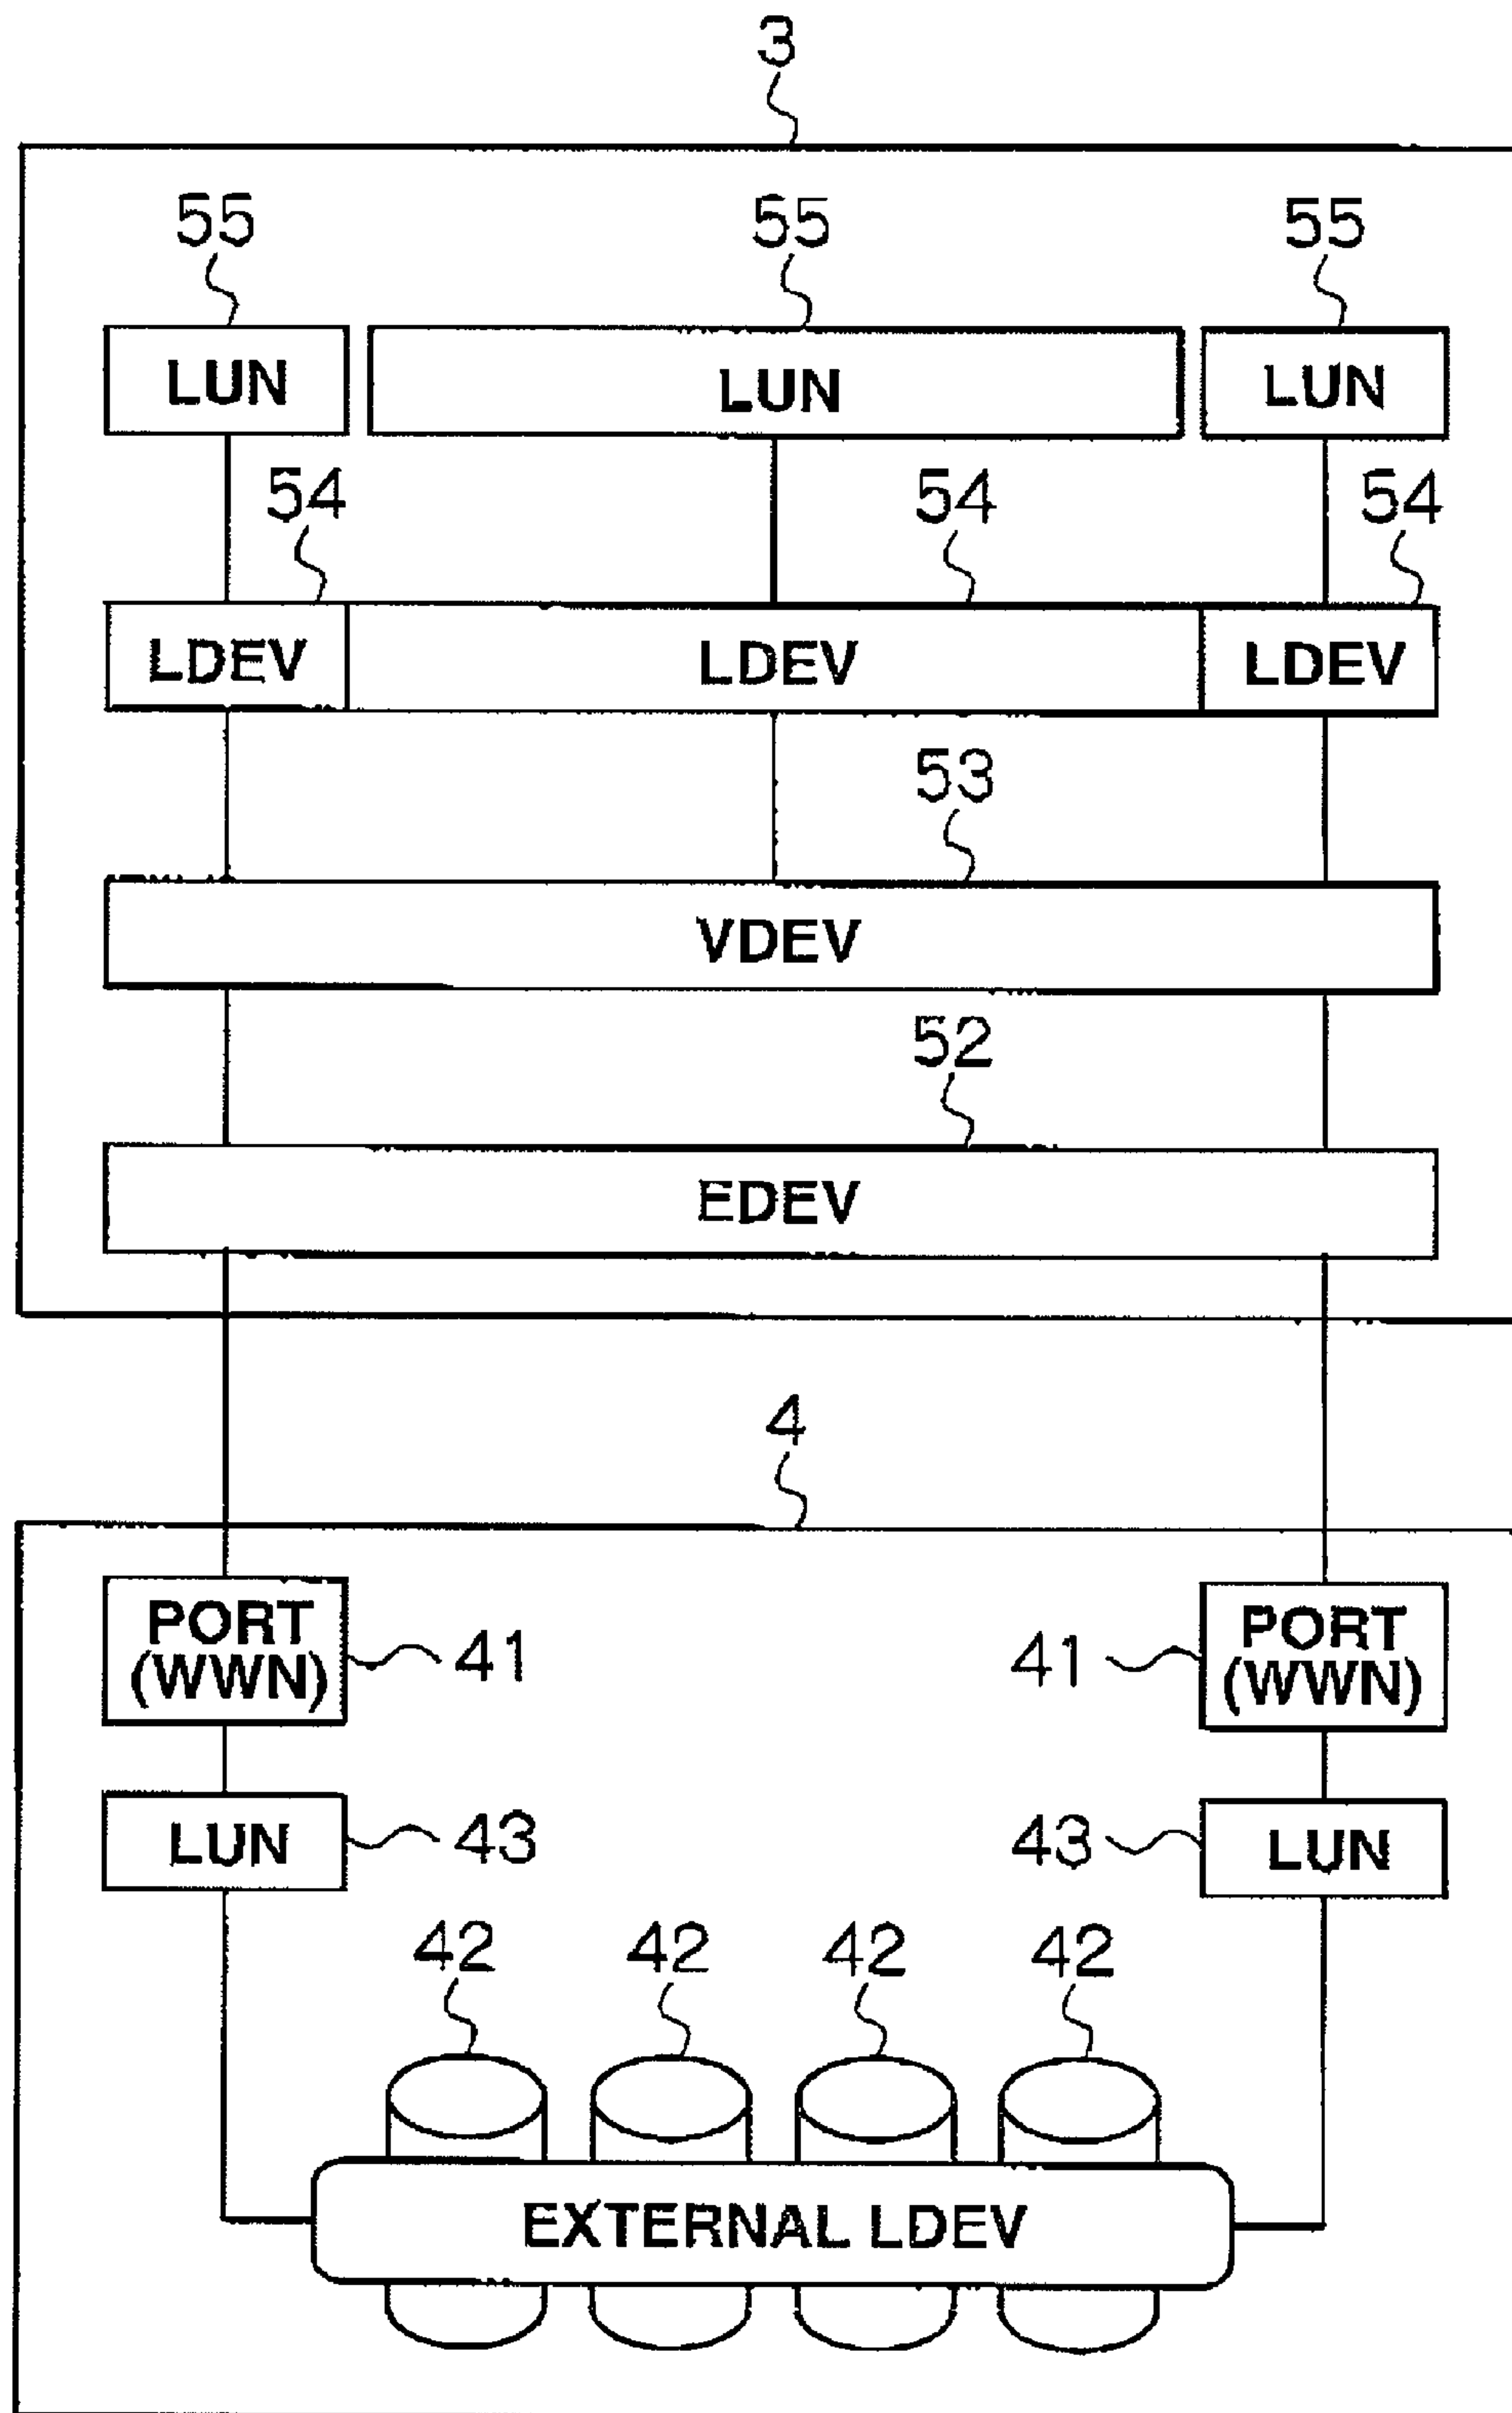 3
55 55 55
LUN LUN LUN
54 54 54
LDEV LDEV LDEV
53
VDEV
52
EDEV
4
PORT
(WWN)
41
41
PORT
(WWN)
LUN
43
43
LUN
42 42 42 42
EXTERNAL LDEV